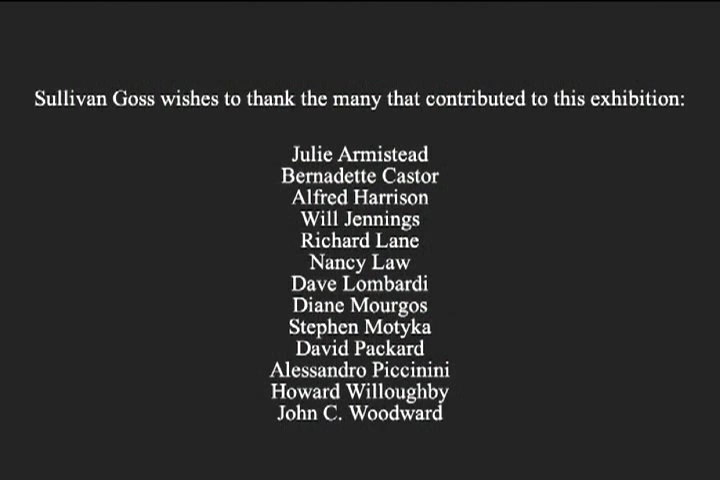 Sullivan Goss wishes to thank the many that contributed to this exhibition:
Julie Armistead
Bernadette Castor
Alfred Harrison
Will Jennings
Richard Lane
Nancy Law
Dave Lombardi
Diane Mourgos
Stephen Motyka
David Packard
Alessandro Piccinini
Howard Willoughby
John C. Woodward